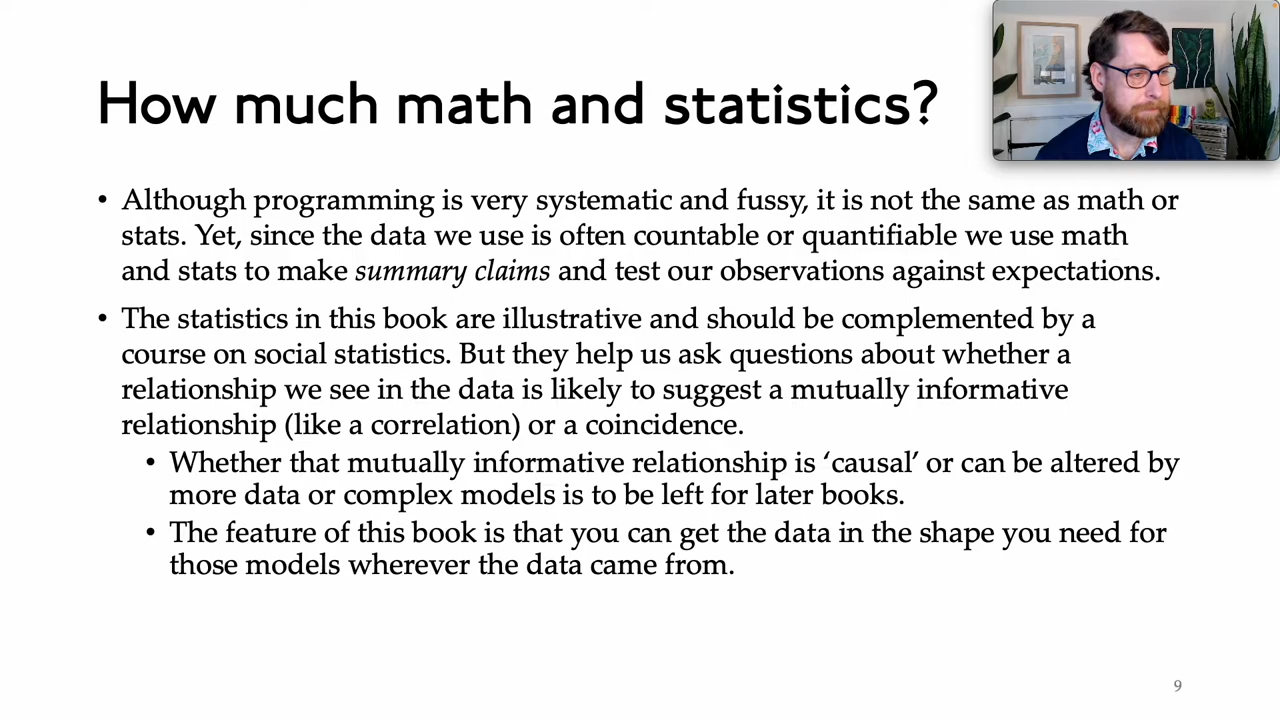 How much math and statistics?
• Although programming is very systematic and fussy, it is not the same as math or
stats. Yet, since the data we use is often countable or quantifiable we use math
and stats to make summary claims and test our observations against expectations.
• The statistics in this book are illustrative and should be complemented by a
course on social statistics. But they help us ask questions about whether a
relationship we see in the data is likely to suggest a mutually informative
relationship (like a correlation) or a coincidence.
• Whether that mutually informative relationship is ‘causal’ or can be altered by
more data or complex models is to be left for later books.
• The feature of this book is that you can get the data in the shape you need for
those models wherever the data came from.
9